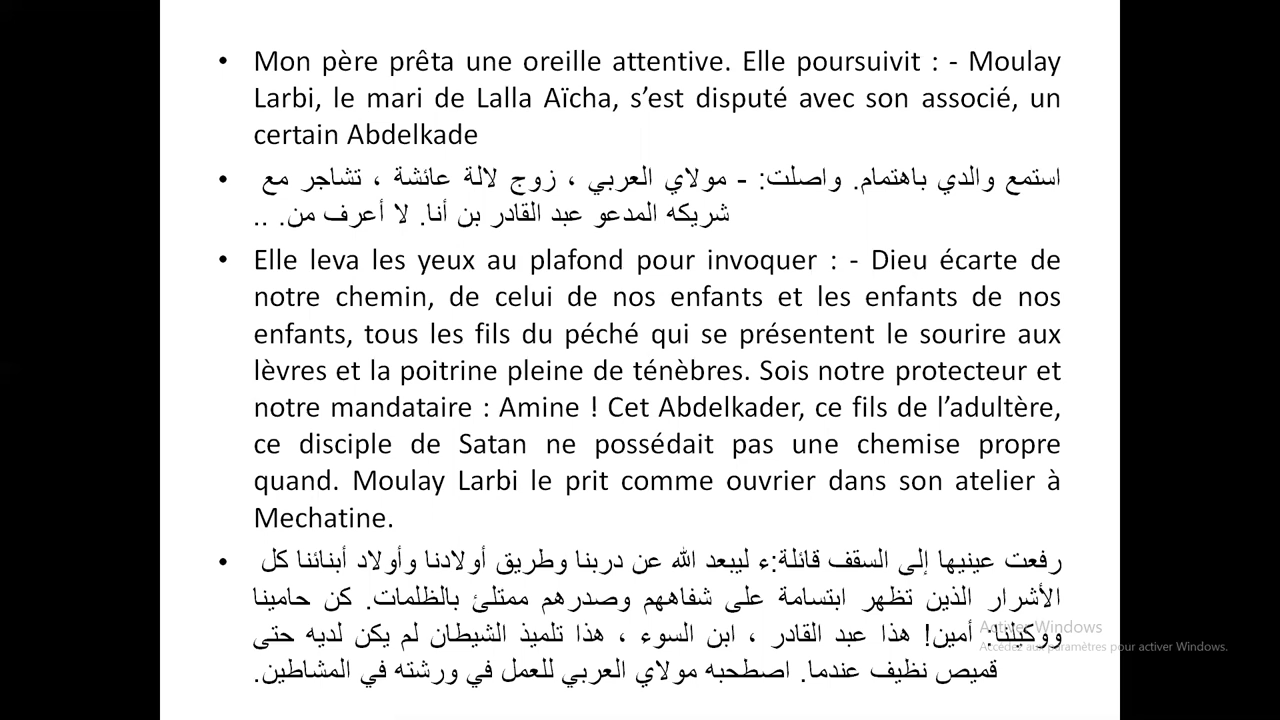 • Mon père prêta une oreille attentive. Elle poursuivit : - Moulay
Larbi, le mari de Lalla Aïcha, s’est disputé avec son associé, un
certain Abdelkade
• استمع والدي باهتمام. واصلت: - مولاي العربي ، زوج لالة عائشة ، تشاجر مع
شريكه المدعو عبد القادر بن أنا. لا أعرف من. ..
• Elle leva les yeux au plafond pour invoquer : - Dieu écarte de
notre chemin, de celui de nos enfants et les enfants de nos
enfants, tous les fils du péché qui se présentent le sourire aux
lèvres et la poitrine pleine de ténèbres. Sois notre protecteur et
notre mandataire : Amine ! Cet Abdelkader, ce fils de l’adultère,
ce disciple de Satan ne possédait pas une chemise propre
quand. Moulay Larbi le prit comme ouvrier dans son atelier à
Mechatine.
• رفعت عينيها إلى السقف قائلة:ء ليبعد الله عن دربنا وطريق أولادنا وأولاد أبنائنا كل
الأشرار الذين تظهر ابتسامة على شفاههم وصدرهم ممتلئ بالظلمات. كن حامينا
ووكيلنا: أمين! هذا عبد القادر ، ابن السوء ، هذا تلميذ الشيطان لم يكن لديه حتى
قميص نظيف عندما. اصطحبه مولاي العربي للعمل في ورشته في المشاطين.
Activer Windows
Accédez aux paramètres pour activer Windows.